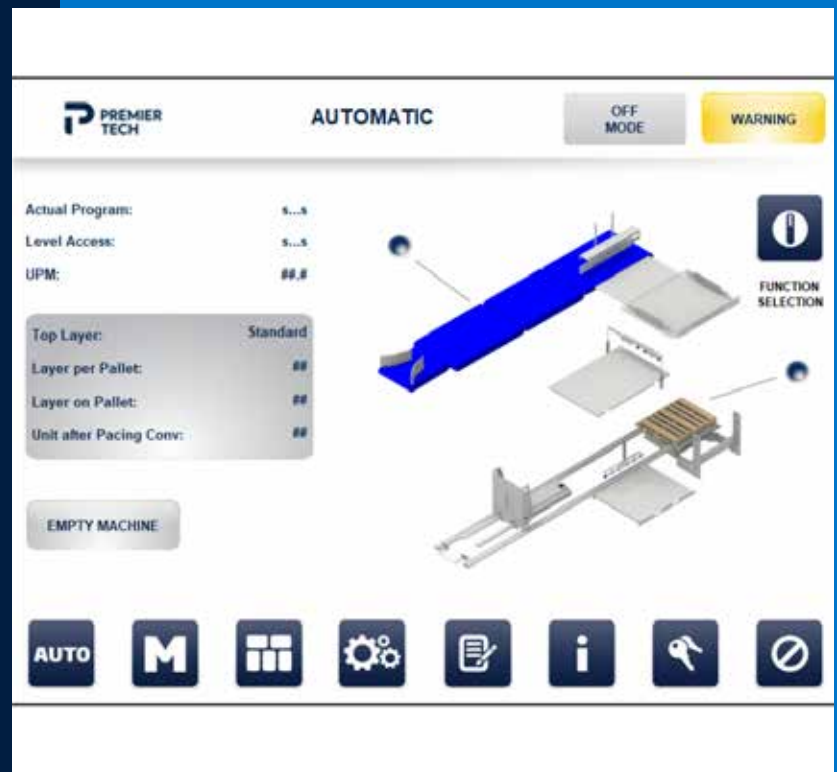 PREMIER
TECH
AUTOMATIC
OFF
MODE
WARNING
Actual Program: s...s
Level Access: s...s
UPM: ##.#
FUNCTION
SELECTION
Top Layer: Standard
Layer per Pallet: ##
Layer on Pallet: ##
Unit after Pacing Conv: ##
EMPTY MACHINE
AUTO
M
i